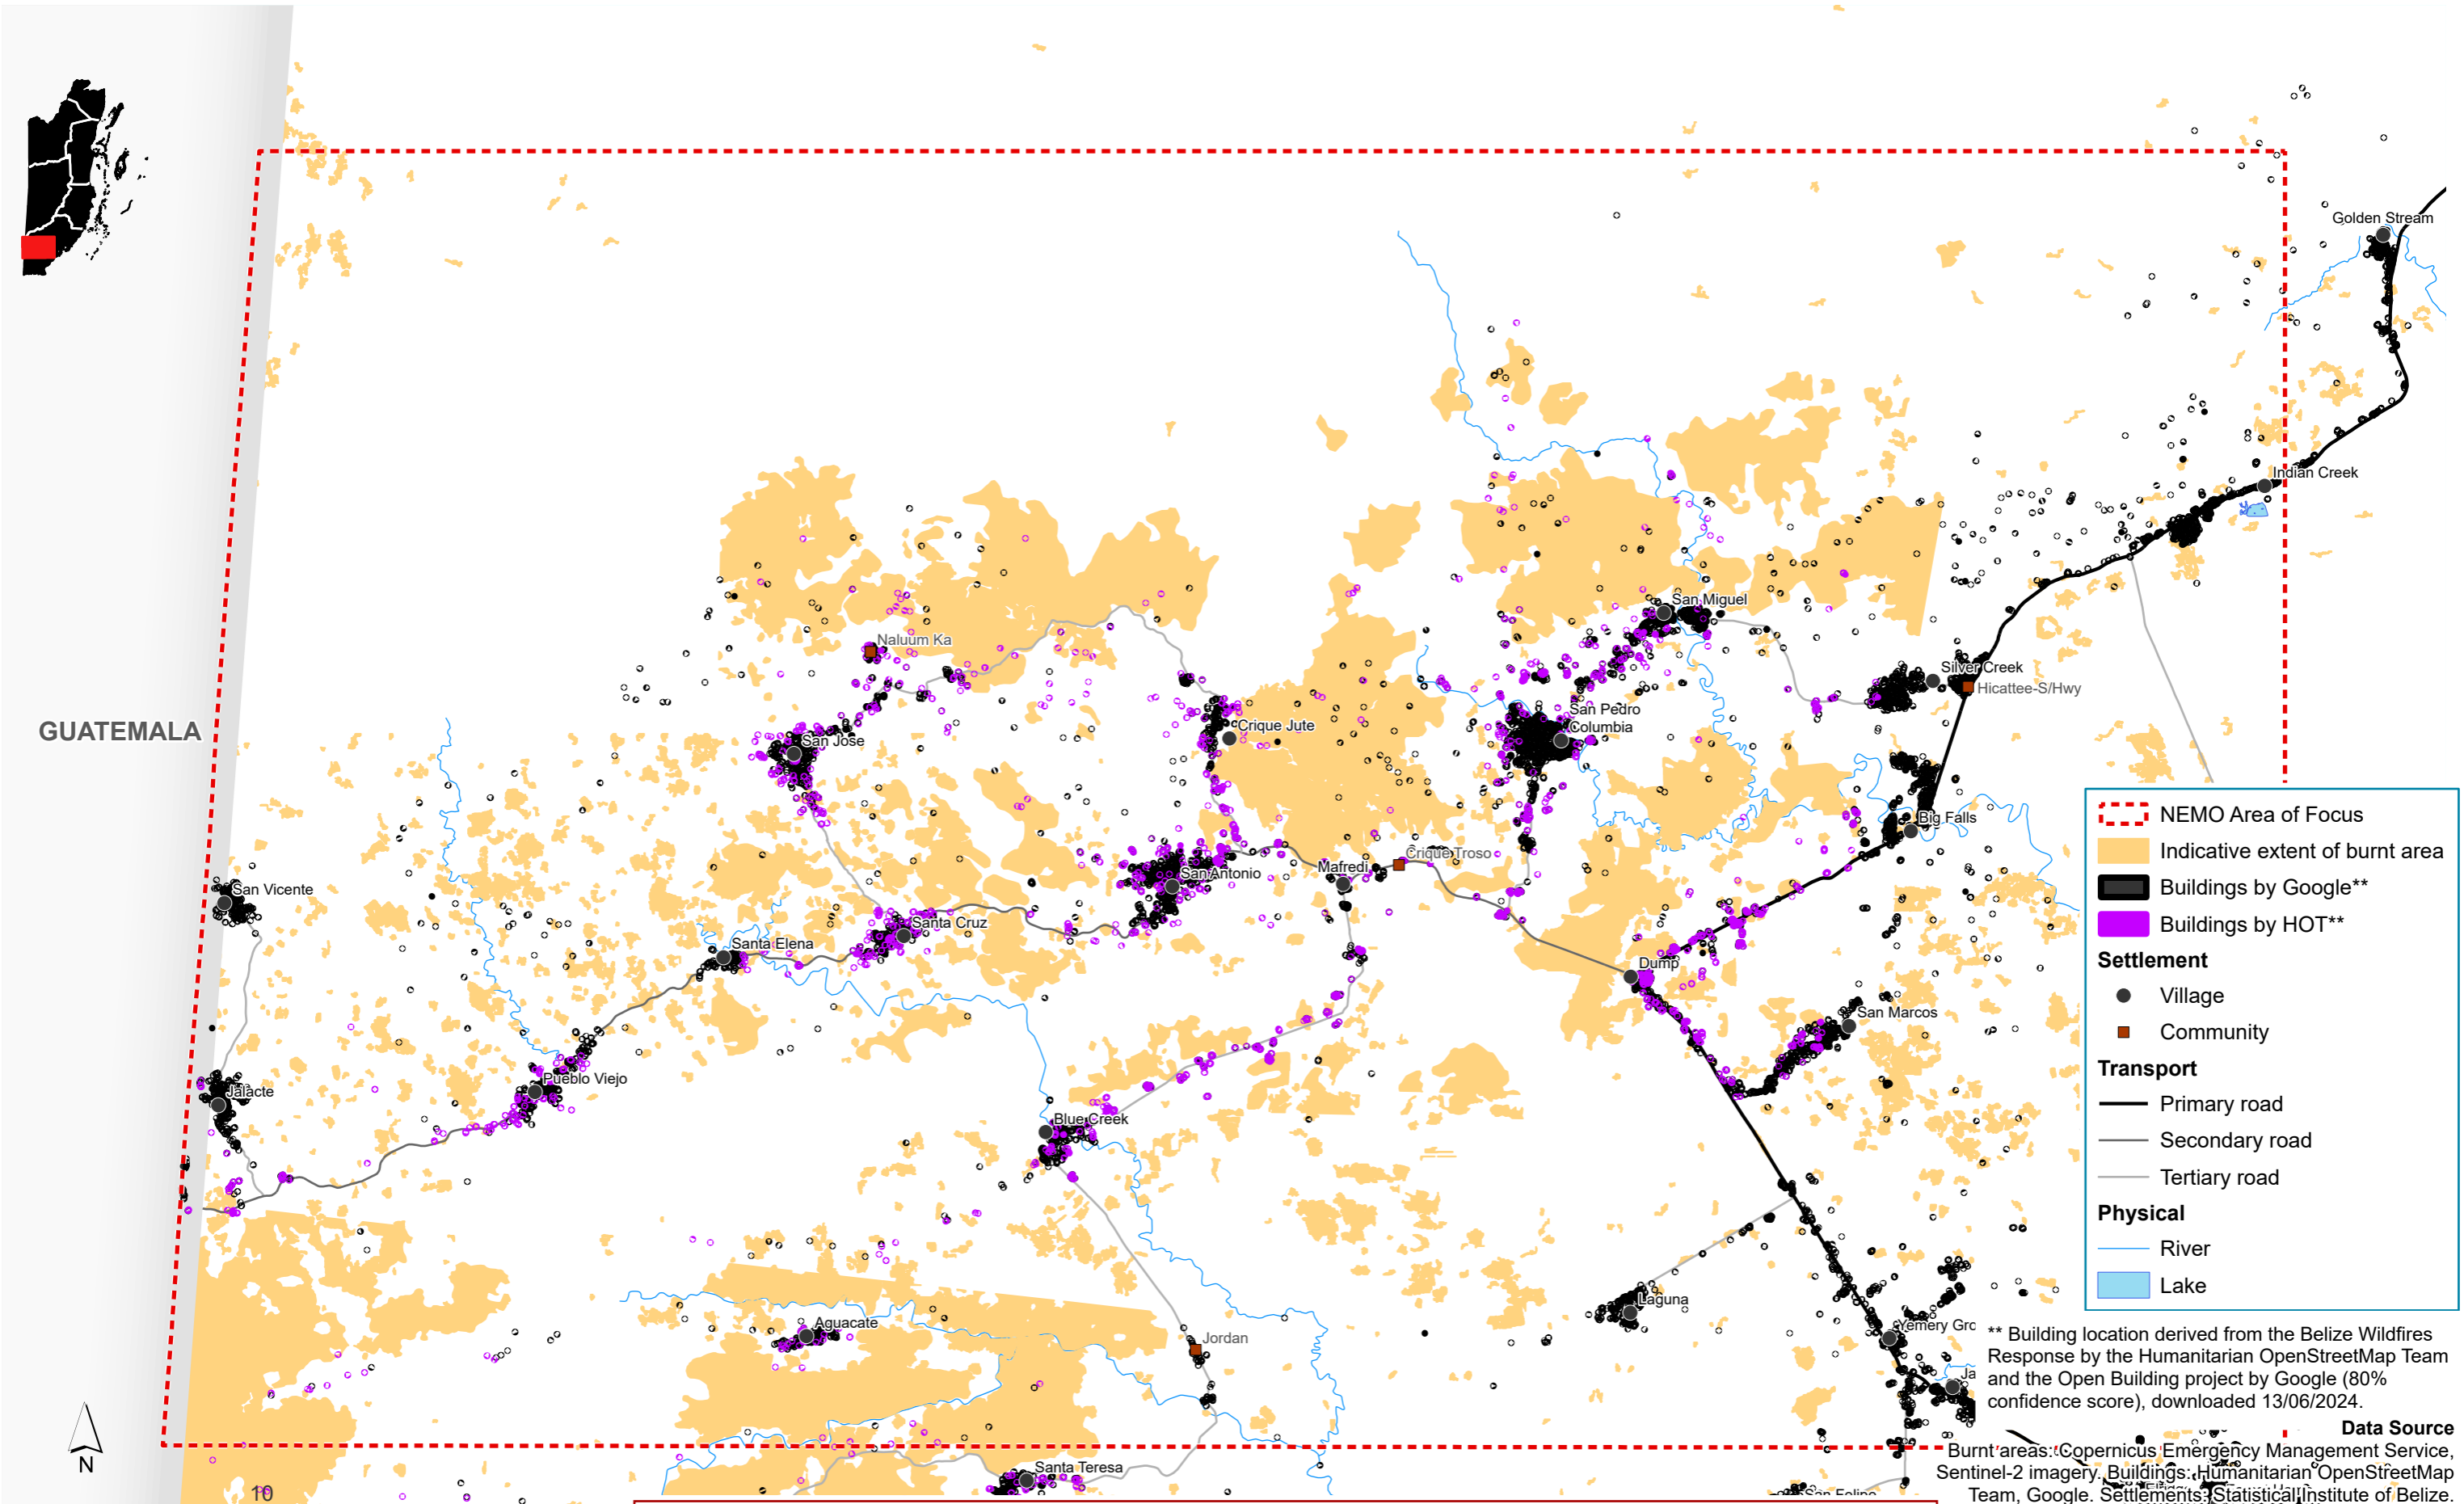 Golden Stream
Indian Creek
San Miguel
Naluum Ka
Silver Creek
Hicattee-S/Hwy
San Pedro
Columbia
GUATEMALA
Crique Jute
San Jose
Big Falls
Crique Troso
Mafredi
San Antonio
San Vicente
Santa Cruz
Santa Elena
Dump
San Marcos
Pueblo Viejo
Jalacte
Blue Creek
Laguna
Aguacate
Yemery Gro
Jordan
Ja
Santa Teresa
San Felipe
10
N
NEMO Area of Focus
Indicative extent of burnt area
Buildings by Google**
Buildings by HOT**
Settlement
Village
Community
Transport
Primary road
Secondary road
Tertiary road
Physical
River
Lake
** Building location derived from the Belize Wildfires
Response by the Humanitarian OpenStreetMap Team
and the Open Building project by Google (80%
confidence score), downloaded 13/06/2024.
Data Source
Burnt areas: Copernicus Emergency Management Service,
Sentinel-2 imagery. Buildings: Humanitarian OpenStreetMap
Team, Google. Settlements: Statistical Institute of Belize.